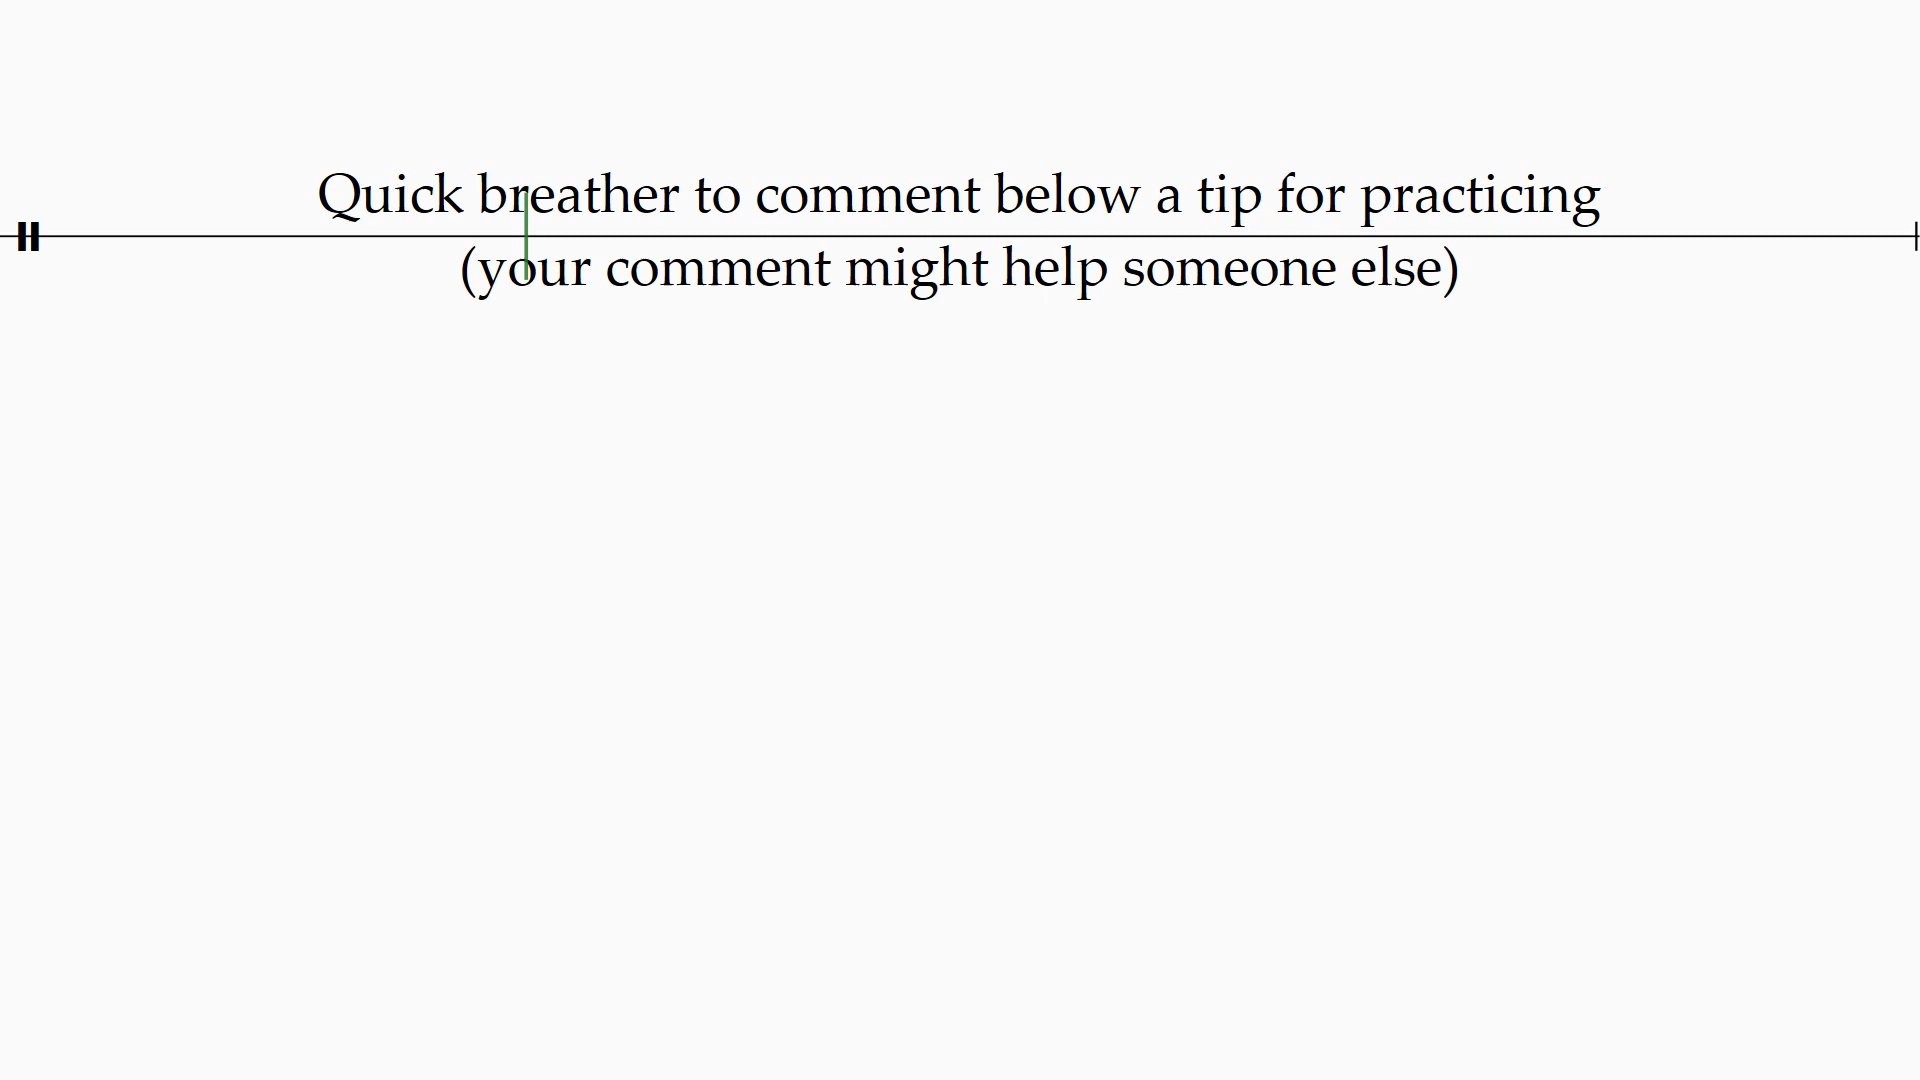 Quick breather to comment below a tip for practicing
(your comment might help someone else)